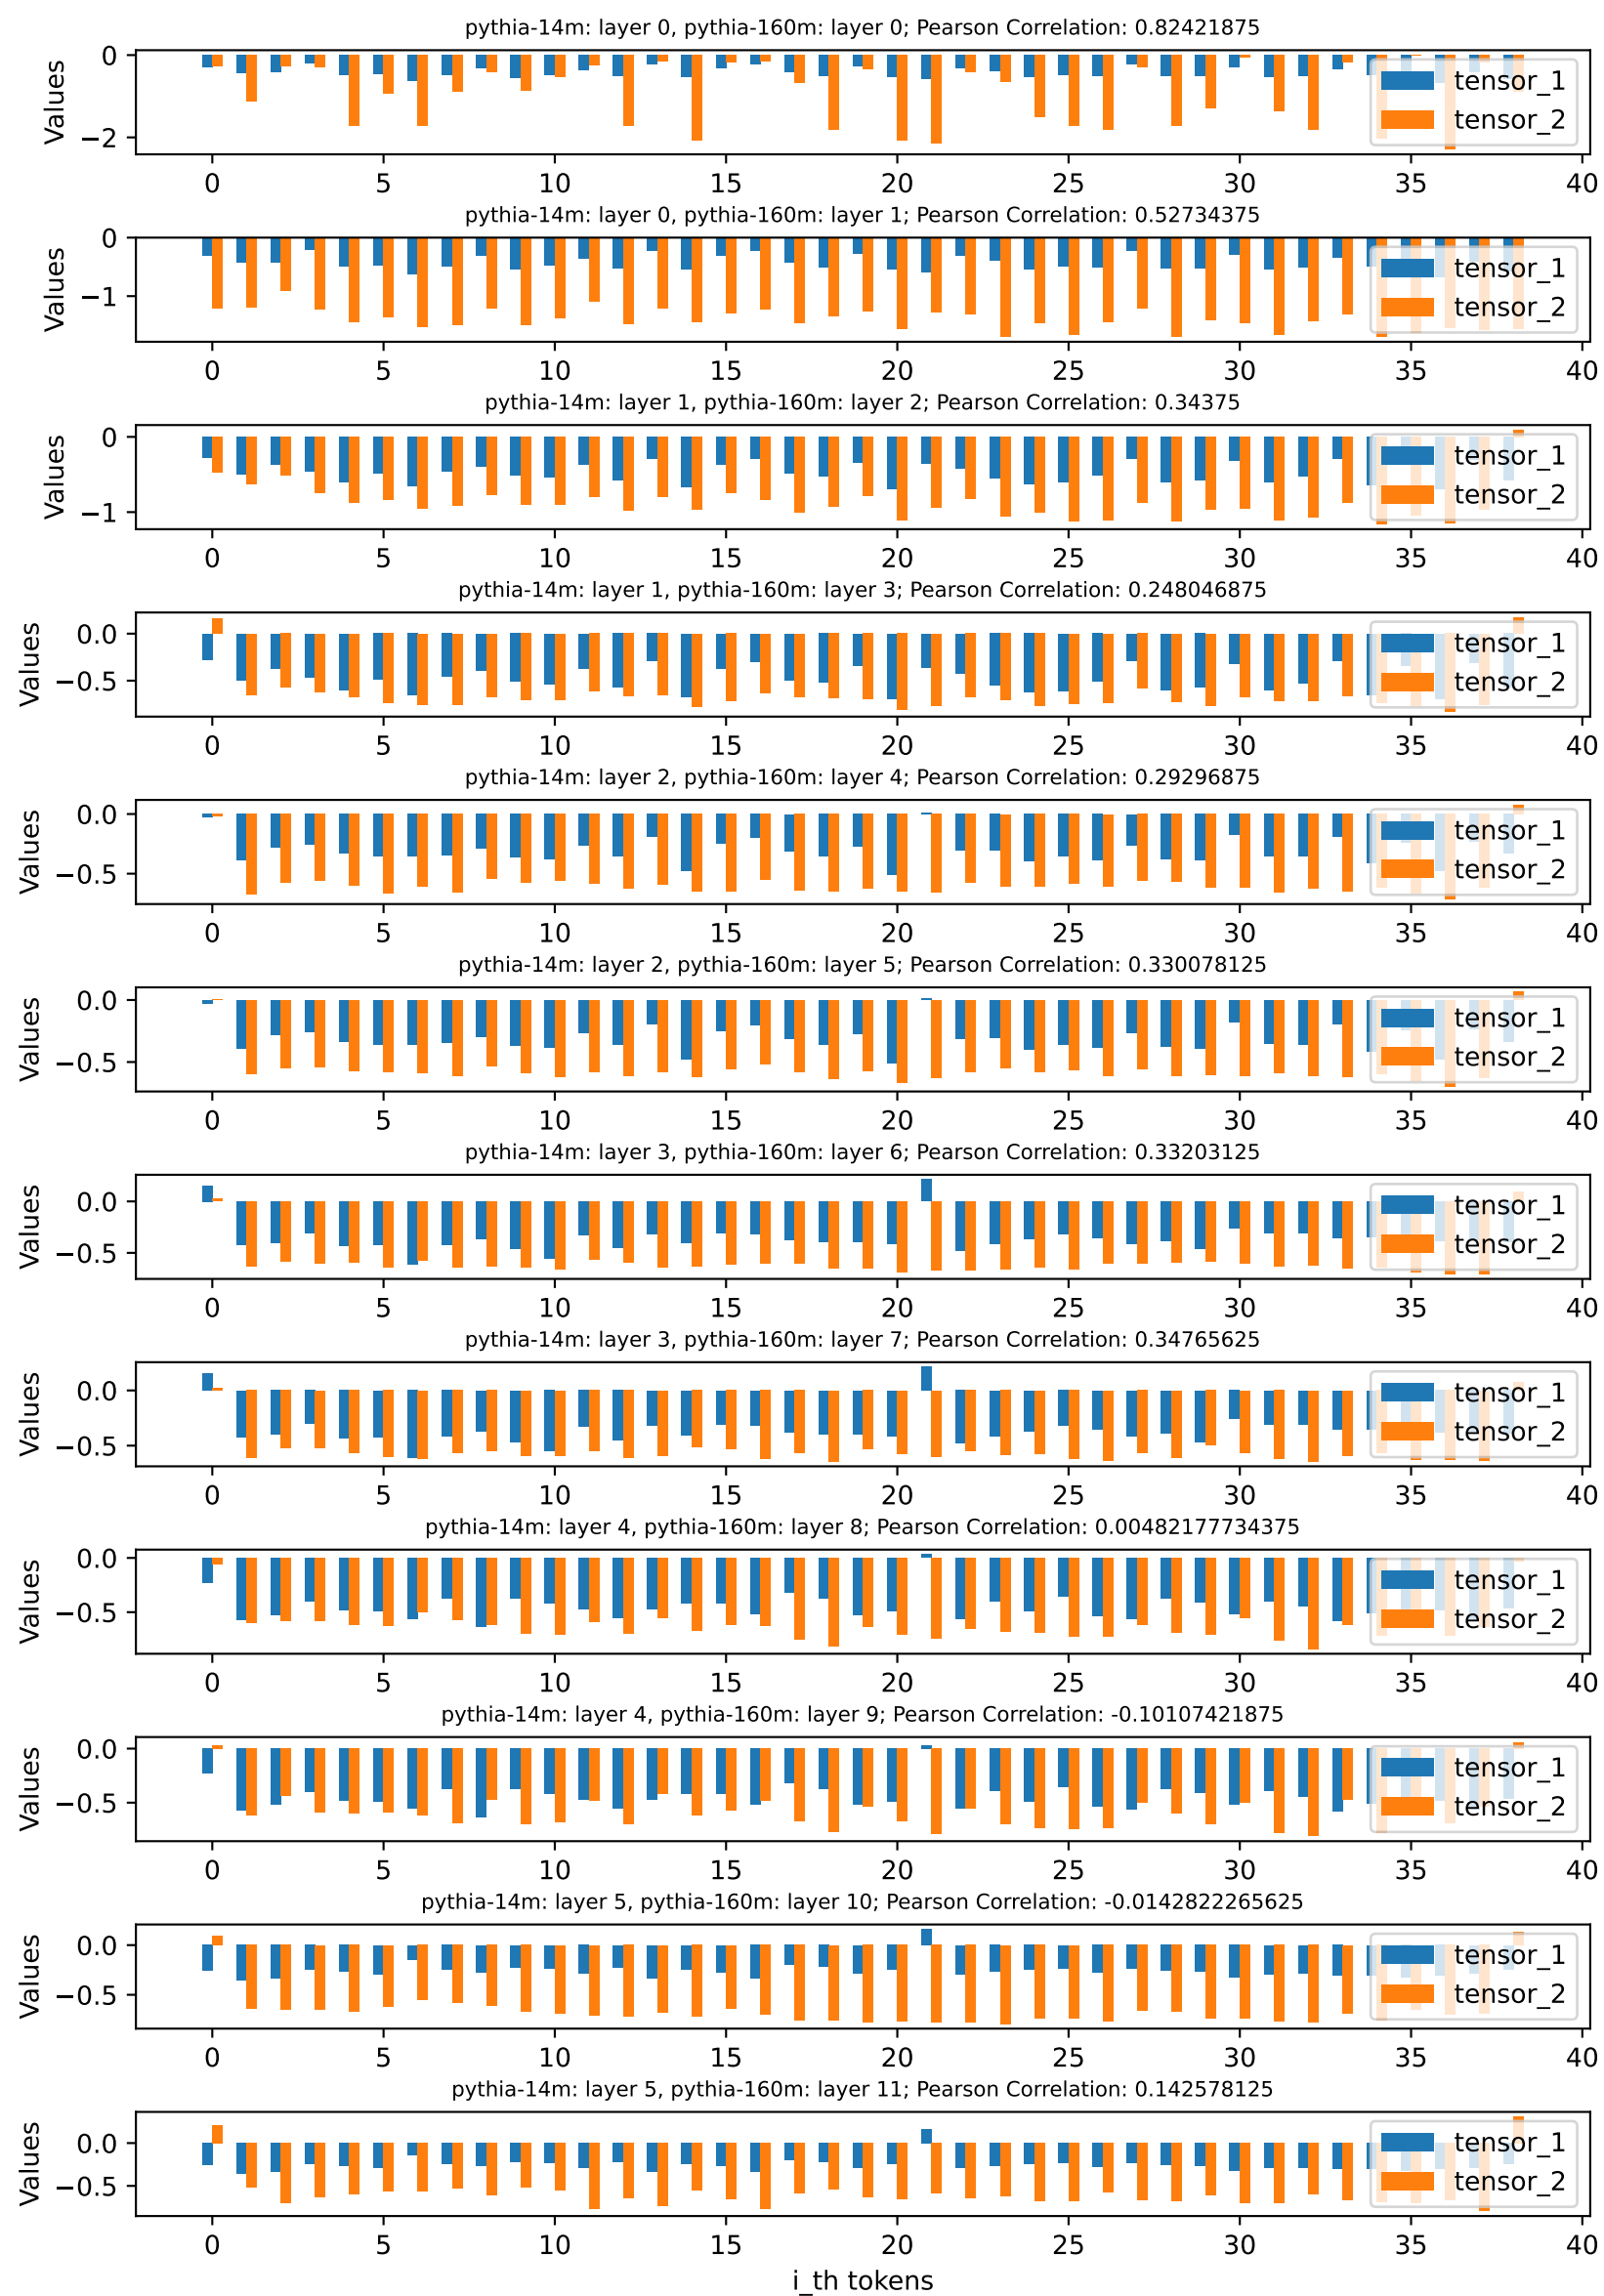 pythia-14m: layer 0, pythia-160m: layer 0; Pearson Correlation: 0.82421875
Values
0
−2
tensor_1
tensor_2
0 5 10 15 20 25 30 35 40
pythia-14m: layer 0, pythia-160m: layer 1; Pearson Correlation: 0.52734375
Values
0
−1
tensor_1
tensor_2
0 5 10 15 20 25 30 35 40
pythia-14m: layer 1, pythia-160m: layer 2; Pearson Correlation: 0.34375
Values
0
−1
tensor_1
tensor_2
0 5 10 15 20 25 30 35 40
pythia-14m: layer 1, pythia-160m: layer 3; Pearson Correlation: 0.248046875
Values
0.0
−0.5
tensor_1
tensor_2
0 5 10 15 20 25 30 35 40
pythia-14m: layer 2, pythia-160m: layer 4; Pearson Correlation: 0.29296875
Values
0.0
−0.5
tensor_1
tensor_2
0 5 10 15 20 25 30 35 40
pythia-14m: layer 2, pythia-160m: layer 5; Pearson Correlation: 0.330078125
Values
0.0
−0.5
tensor_1
tensor_2
0 5 10 15 20 25 30 35 40
pythia-14m: layer 3, pythia-160m: layer 6; Pearson Correlation: 0.33203125
Values
0.0
−0.5
tensor_1
tensor_2
0 5 10 15 20 25 30 35 40
pythia-14m: layer 3, pythia-160m: layer 7; Pearson Correlation: 0.34765625
Values
0.0
−0.5
tensor_1
tensor_2
0 5 10 15 20 25 30 35 40
pythia-14m: layer 4, pythia-160m: layer 8; Pearson Correlation: 0.00482177734375
Values
0.0
−0.5
tensor_1
tensor_2
0 5 10 15 20 25 30 35 40
pythia-14m: layer 4, pythia-160m: layer 9; Pearson Correlation: -0.10107421875
Values
0.0
−0.5
tensor_1
tensor_2
0 5 10 15 20 25 30 35 40
pythia-14m: layer 5, pythia-160m: layer 10; Pearson Correlation: -0.0142822265625
Values
0.0
−0.5
tensor_1
tensor_2
0 5 10 15 20 25 30 35 40
pythia-14m: layer 5, pythia-160m: layer 11; Pearson Correlation: 0.142578125
Values
0.0
−0.5
tensor_1
tensor_2
0 5 10 15 20 25 30 35 40
i_th tokens